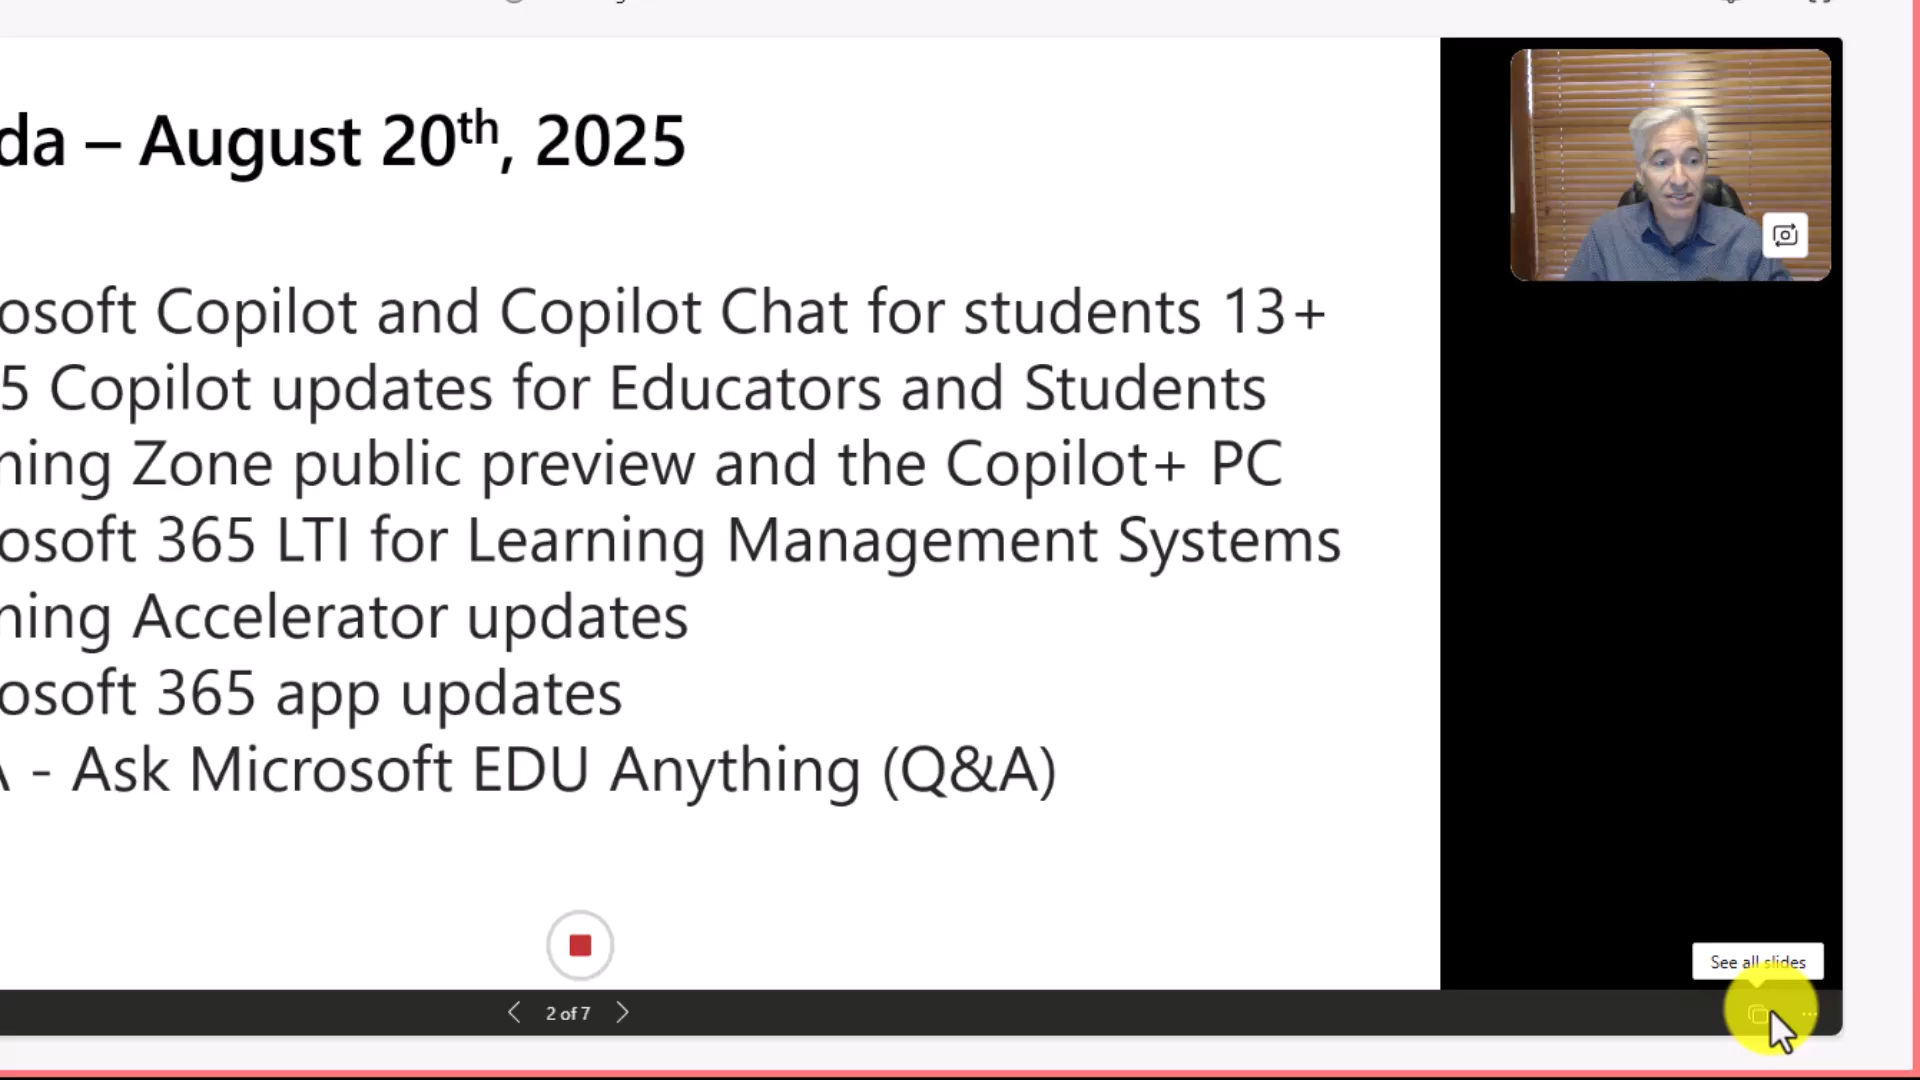 da – August 20th, 2025
osoft Copilot and Copilot Chat for students 13+
5 Copilot updates for Educators and Students
ning Zone public preview and the Copilot+ PC
osoft 365 LTI for Learning Management Systems
ning Accelerator updates
osoft 365 app updates
A - Ask Microsoft EDU Anything (Q&A)
See all slides
2 of 7